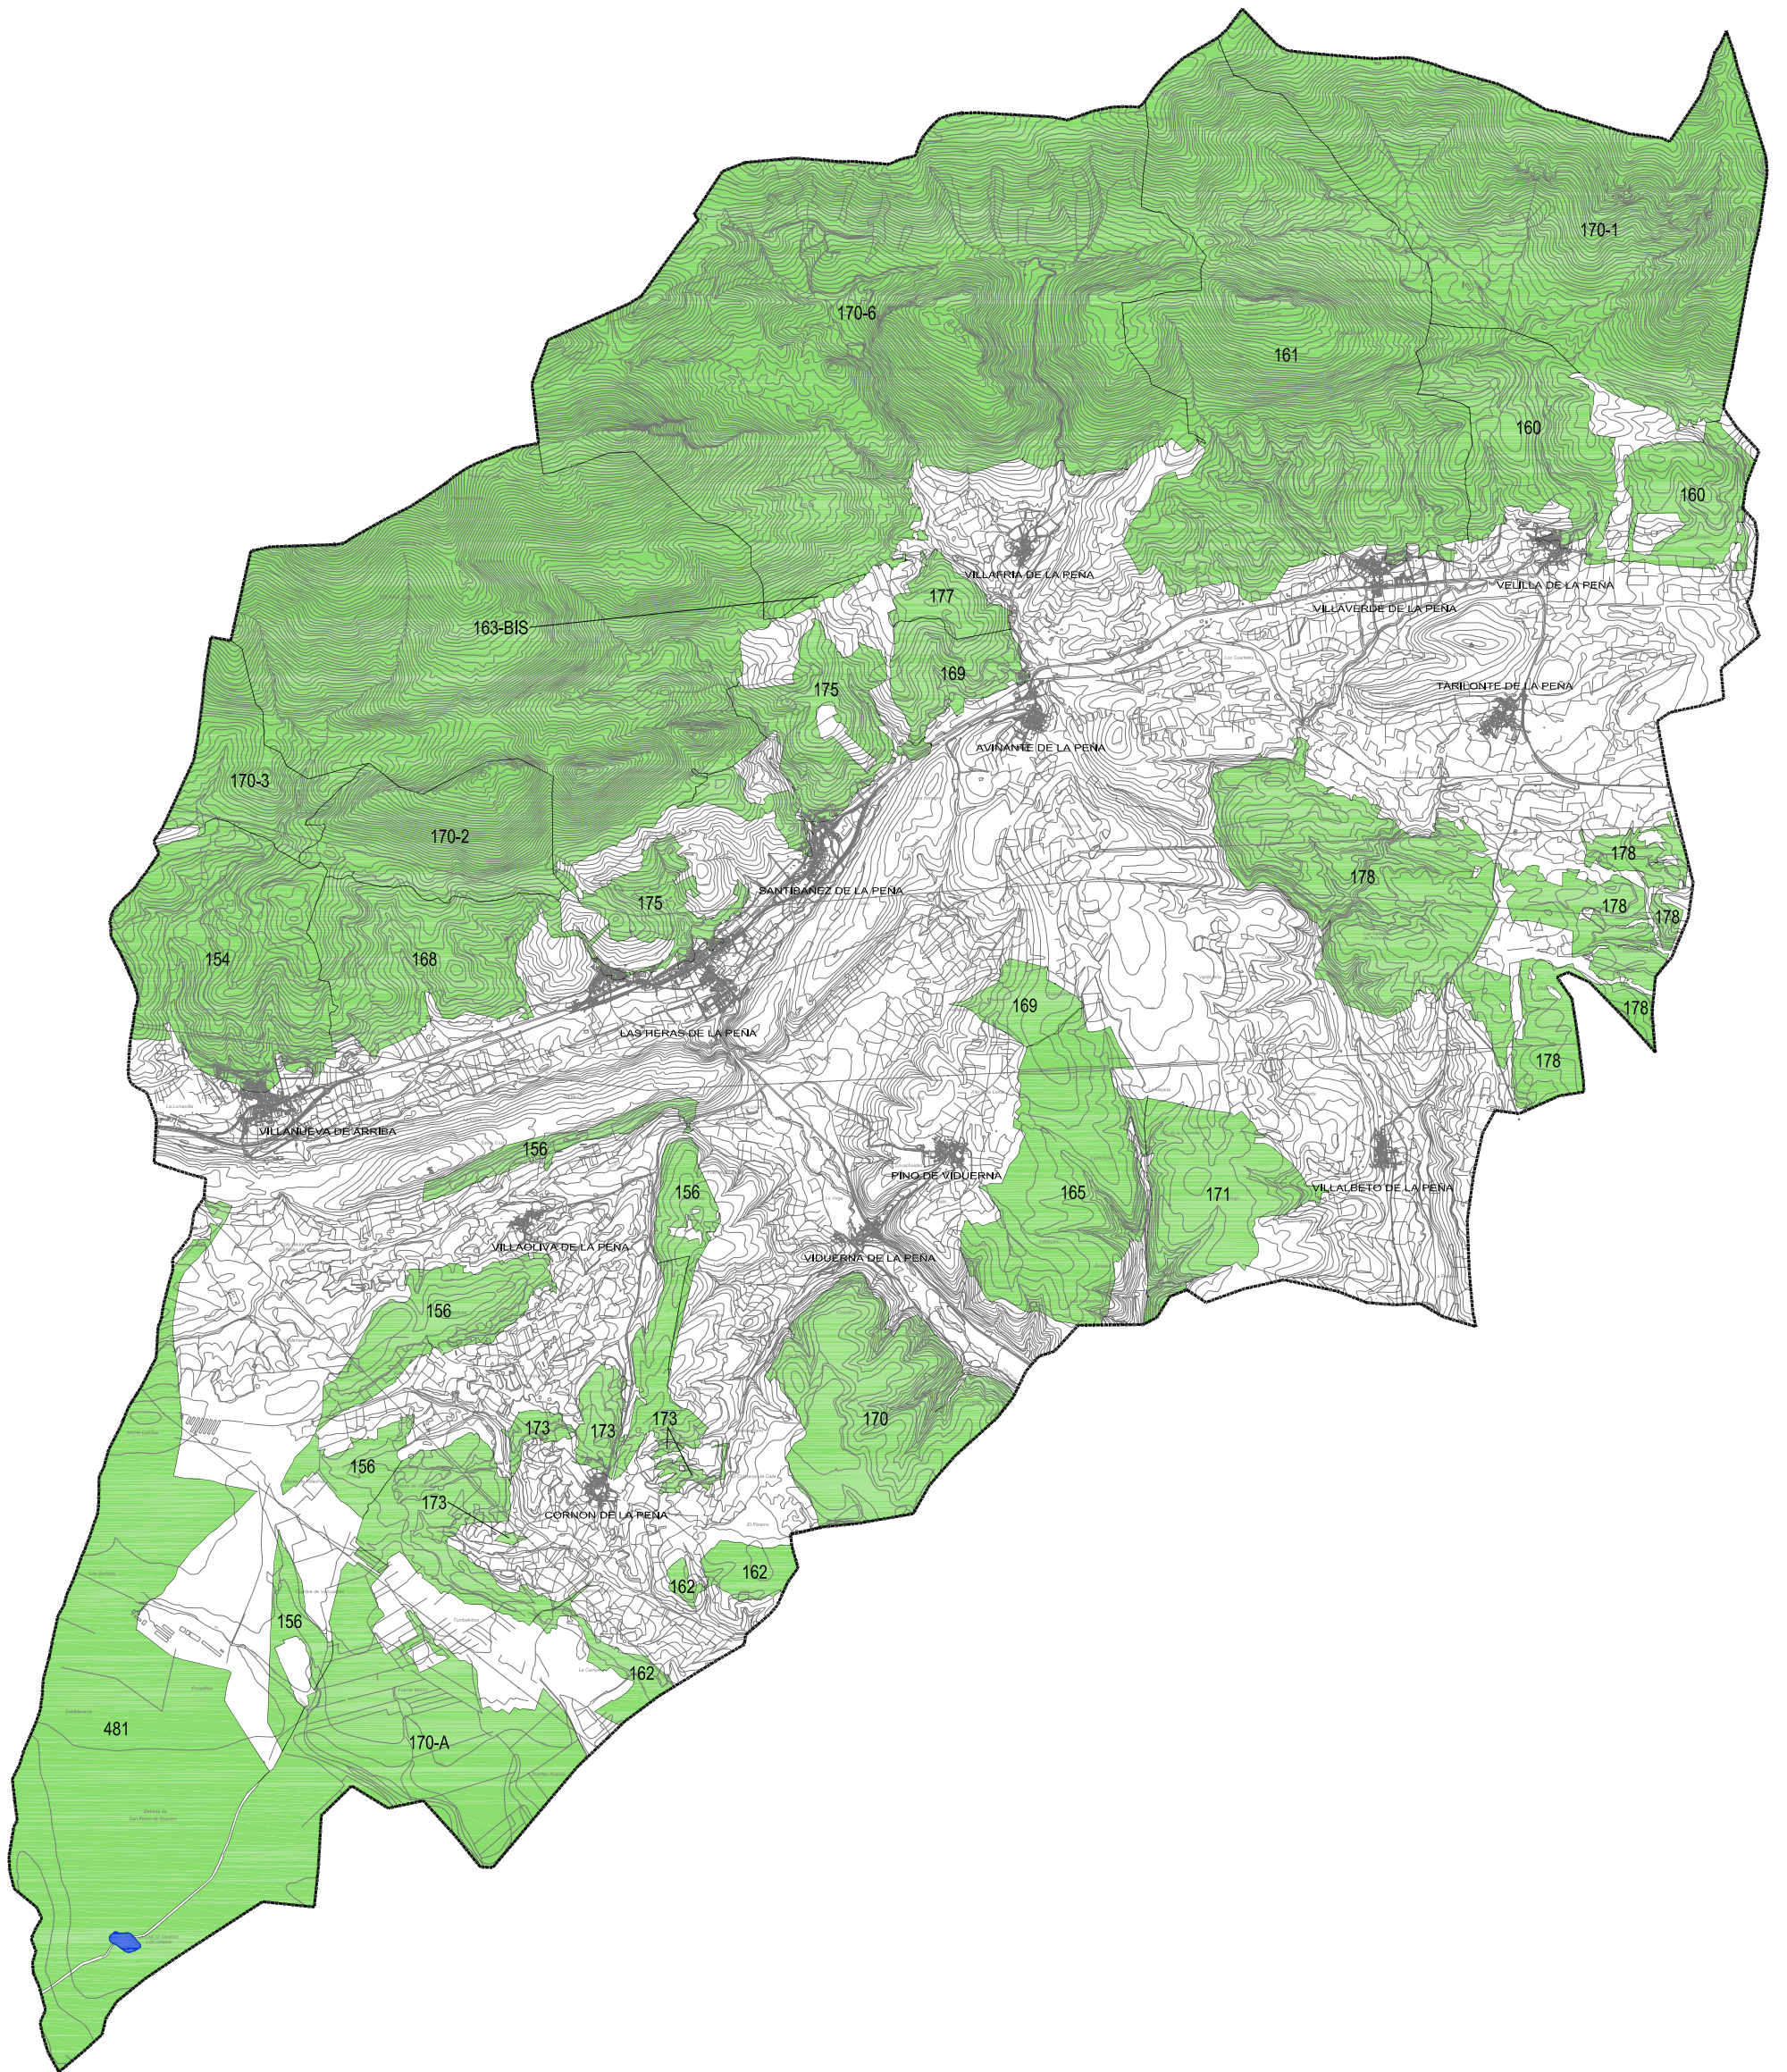 170-1
170-6
161
160
160
VILLAFRIA DE LA PEÑA
VELILLA DE LA PEÑA
177
VILLAVERDE DE LA PEÑA
163-BIS
169
175
TARILONTE DE LA PEÑA
AVIÑANTE DE LA PEÑA
170-3
170-2
178
178
SANTIBAÑEZ DE LA PEÑA
175
178
178
154
168
169
178
LAS HERAS DE LA PEÑA
178
VILLANUEVA DE ARRIBA
156
PINO DE VIDUERNA
156
165
171
VILLALBETO DE LA PEÑA
VILLAOLIVA DE LA PEÑA
VIDUERNA DE LA PEÑA
156
173
173
173
170
156
173
CORNON DE LA PEÑA
162
162
156
162
481
170-A